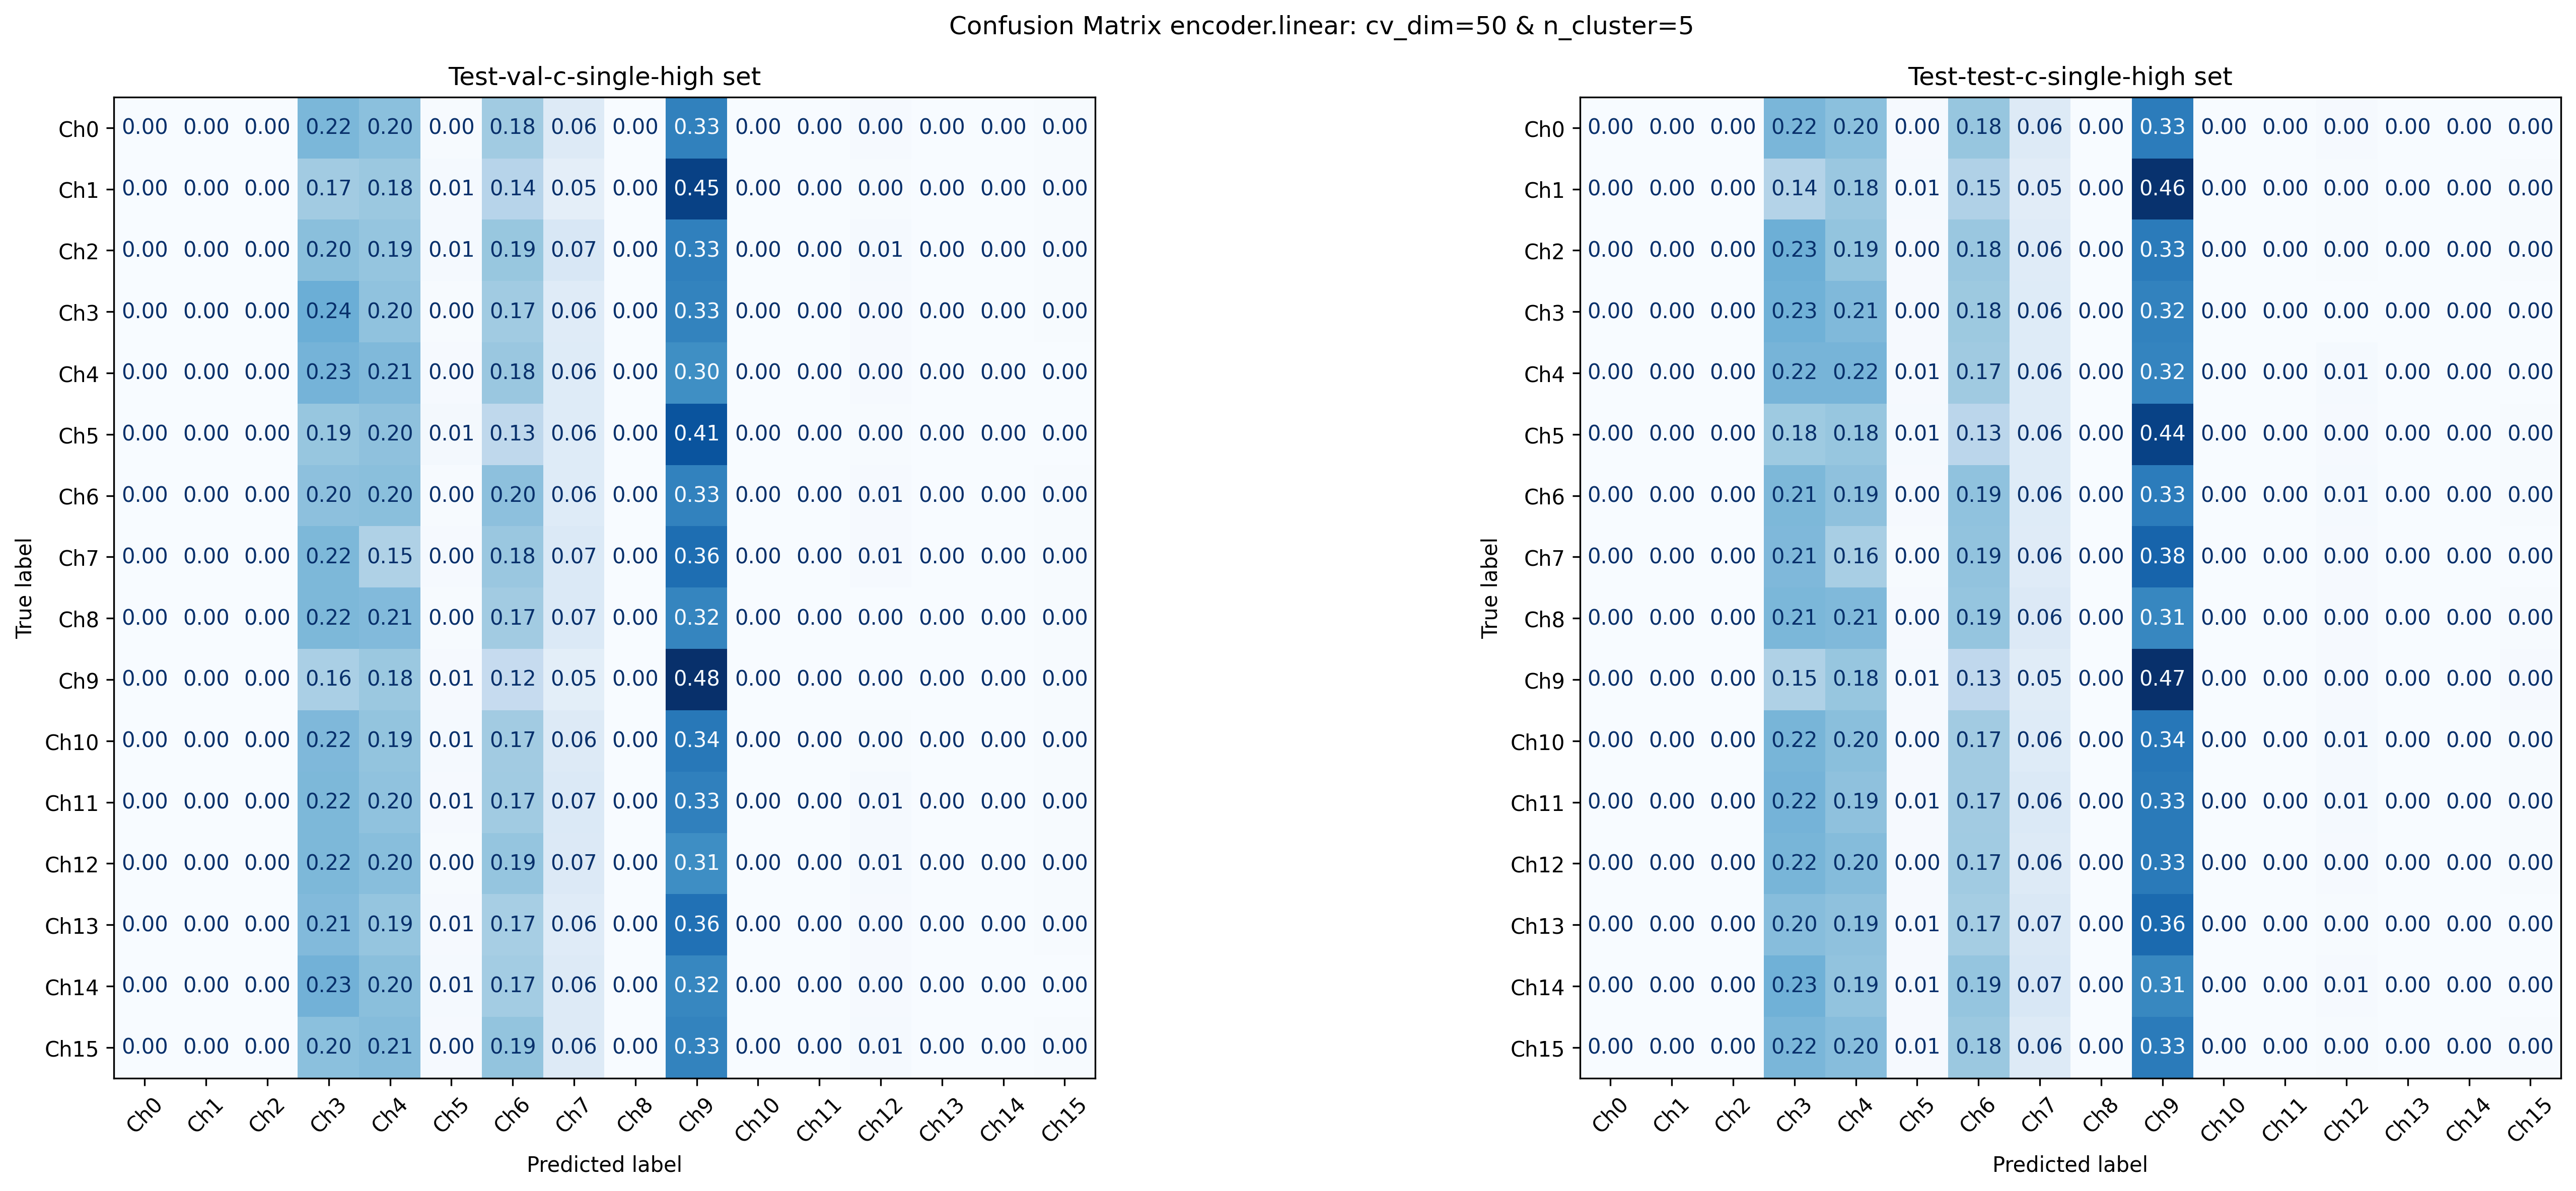 Confusion Matrix encoder.linear: cv_dim=50 & n_cluster=5
Test-val-c-single-high set
True label
Ch0 0.00 0.00 0.00 0.22 0.20 0.00 0.18 0.06 0.00 0.33 0.00 0.00 0.00 0.00 0.00 0.00
Ch1 0.00 0.00 0.00 0.17 0.18 0.01 0.14 0.05 0.00 0.45 0.00 0.00 0.00 0.00 0.00 0.00
Ch2 0.00 0.00 0.00 0.20 0.19 0.01 0.19 0.07 0.00 0.33 0.00 0.00 0.01 0.00 0.00 0.00
Ch3 0.00 0.00 0.00 0.24 0.20 0.00 0.17 0.06 0.00 0.33 0.00 0.00 0.00 0.00 0.00 0.00
Ch4 0.00 0.00 0.00 0.23 0.21 0.00 0.18 0.06 0.00 0.30 0.00 0.00 0.00 0.00 0.00 0.00
Ch5 0.00 0.00 0.00 0.19 0.20 0.01 0.13 0.06 0.00 0.41 0.00 0.00 0.00 0.00 0.00 0.00
Ch6 0.00 0.00 0.00 0.20 0.20 0.00 0.20 0.06 0.00 0.33 0.00 0.00 0.01 0.00 0.00 0.00
Ch7 0.00 0.00 0.00 0.22 0.15 0.00 0.18 0.07 0.00 0.36 0.00 0.00 0.01 0.00 0.00 0.00
Ch8 0.00 0.00 0.00 0.22 0.21 0.00 0.17 0.07 0.00 0.32 0.00 0.00 0.00 0.00 0.00 0.00
Ch9 0.00 0.00 0.00 0.16 0.18 0.01 0.12 0.05 0.00 0.48 0.00 0.00 0.00 0.00 0.00 0.00
Ch10 0.00 0.00 0.00 0.22 0.19 0.01 0.17 0.06 0.00 0.34 0.00 0.00 0.00 0.00 0.00 0.00
Ch11 0.00 0.00 0.00 0.22 0.20 0.01 0.17 0.07 0.00 0.33 0.00 0.00 0.01 0.00 0.00 0.00
Ch12 0.00 0.00 0.00 0.22 0.20 0.00 0.19 0.07 0.00 0.31 0.00 0.00 0.01 0.00 0.00 0.00
Ch13 0.00 0.00 0.00 0.21 0.19 0.01 0.17 0.06 0.00 0.36 0.00 0.00 0.00 0.00 0.00 0.00
Ch14 0.00 0.00 0.00 0.23 0.20 0.01 0.17 0.06 0.00 0.32 0.00 0.00 0.00 0.00 0.00 0.00
Ch15 0.00 0.00 0.00 0.20 0.21 0.00 0.19 0.06 0.00 0.33 0.00 0.00 0.01 0.00 0.00 0.00
Ch0 Ch1 Ch2 Ch3 Ch4 Ch5 Ch6 Ch7 Ch8 Ch9 Ch10 Ch11 Ch12 Ch13 Ch14 Ch15
Predicted label
Test-test-c-single-high set
True label
Ch0 0.00 0.00 0.00 0.22 0.20 0.00 0.18 0.06 0.00 0.33 0.00 0.00 0.00 0.00 0.00 0.00
Ch1 0.00 0.00 0.00 0.14 0.18 0.01 0.15 0.05 0.00 0.46 0.00 0.00 0.00 0.00 0.00 0.00
Ch2 0.00 0.00 0.00 0.23 0.19 0.00 0.18 0.06 0.00 0.33 0.00 0.00 0.00 0.00 0.00 0.00
Ch3 0.00 0.00 0.00 0.23 0.21 0.00 0.18 0.06 0.00 0.32 0.00 0.00 0.00 0.00 0.00 0.00
Ch4 0.00 0.00 0.00 0.22 0.22 0.01 0.17 0.06 0.00 0.32 0.00 0.00 0.01 0.00 0.00 0.00
Ch5 0.00 0.00 0.00 0.18 0.18 0.01 0.13 0.06 0.00 0.44 0.00 0.00 0.00 0.00 0.00 0.00
Ch6 0.00 0.00 0.00 0.21 0.19 0.00 0.19 0.06 0.00 0.33 0.00 0.00 0.01 0.00 0.00 0.00
Ch7 0.00 0.00 0.00 0.21 0.16 0.00 0.19 0.06 0.00 0.38 0.00 0.00 0.00 0.00 0.00 0.00
Ch8 0.00 0.00 0.00 0.21 0.21 0.00 0.19 0.06 0.00 0.31 0.00 0.00 0.00 0.00 0.00 0.00
Ch9 0.00 0.00 0.00 0.15 0.18 0.01 0.13 0.05 0.00 0.47 0.00 0.00 0.00 0.00 0.00 0.00
Ch10 0.00 0.00 0.00 0.22 0.20 0.00 0.17 0.06 0.00 0.34 0.00 0.00 0.01 0.00 0.00 0.00
Ch11 0.00 0.00 0.00 0.22 0.19 0.01 0.17 0.06 0.00 0.33 0.00 0.00 0.01 0.00 0.00 0.00
Ch12 0.00 0.00 0.00 0.22 0.20 0.00 0.17 0.06 0.00 0.33 0.00 0.00 0.00 0.00 0.00 0.00
Ch13 0.00 0.00 0.00 0.20 0.19 0.01 0.17 0.07 0.00 0.36 0.00 0.00 0.00 0.00 0.00 0.00
Ch14 0.00 0.00 0.00 0.23 0.19 0.01 0.19 0.07 0.00 0.31 0.00 0.00 0.01 0.00 0.00 0.00
Ch15 0.00 0.00 0.00 0.22 0.20 0.01 0.18 0.06 0.00 0.33 0.00 0.00 0.00 0.00 0.00 0.00
Ch0 Ch1 Ch2 Ch3 Ch4 Ch5 Ch6 Ch7 Ch8 Ch9 Ch10 Ch11 Ch12 Ch13 Ch14 Ch15
Predicted label